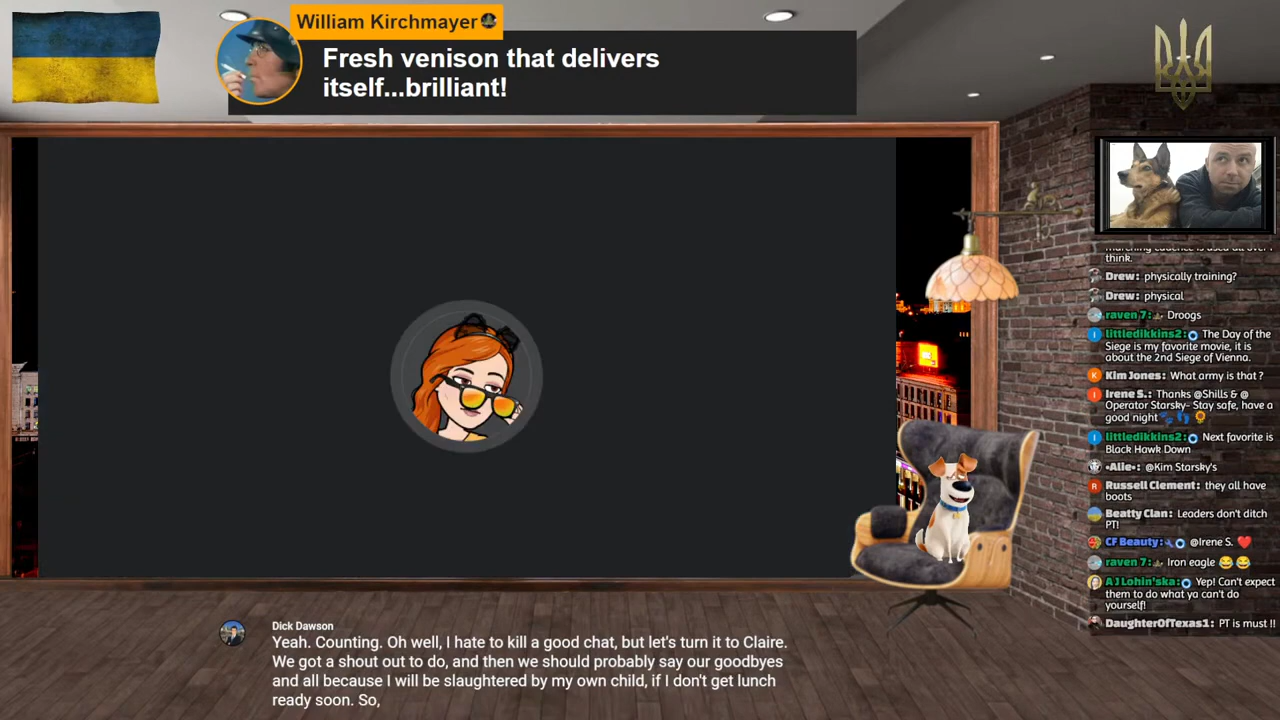 William Kirchmayer
Fresh venison that delivers
itself...brilliant!
think.
Drew: physically training?
Drew: physical
raven 7: Droogs
littledikkins2: The Day of the
Siege is my favorite movie, it is
about the 2nd Siege of Vienna.
Kim Jones: What army is that ?
Irene S.: Thanks @Shills & @
Operator Starsky- Stay safe, have a
good night 🐾 👣 🌻
littledikkins2: Next favorite is
Black Hawk Down
•Alie•: @Kim Starsky's
Russell Clement: they all have
boots
Beatty Clan: Leaders don't ditch
PT!
CF Beauty: @Irene S. ❤️
raven 7: Iron eagle 😂 😂
A J Lohin'ska: Yep! Can't expect
them to do what ya can't do
yourself!
DaughterOfTexas1: PT is must !!
Dick Dawson
Yeah. Counting. Oh well, I hate to kill a good chat, but let's turn it to Claire.
We got a shout out to do, and then we should probably say our goodbyes
and all because I will be slaughtered by my own child, if I don't get lunch
ready soon. So,